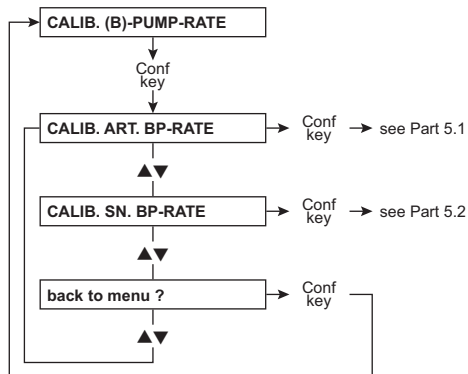 CALIB. (B)-PUMP-RATE
Conf
key
CALIB. ART. BP-RATE
Conf
key
see Part 5.1
▲▼
CALIB. SN. BP-RATE
Conf
key
see Part 5.2
▲▼
back to menu ?
Conf
key
▲▼